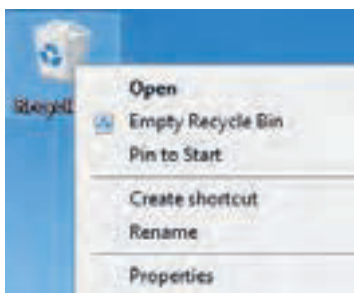 Open
Empty Recycle Bin
Pin to Start
Create shortcut
Rename
Properties